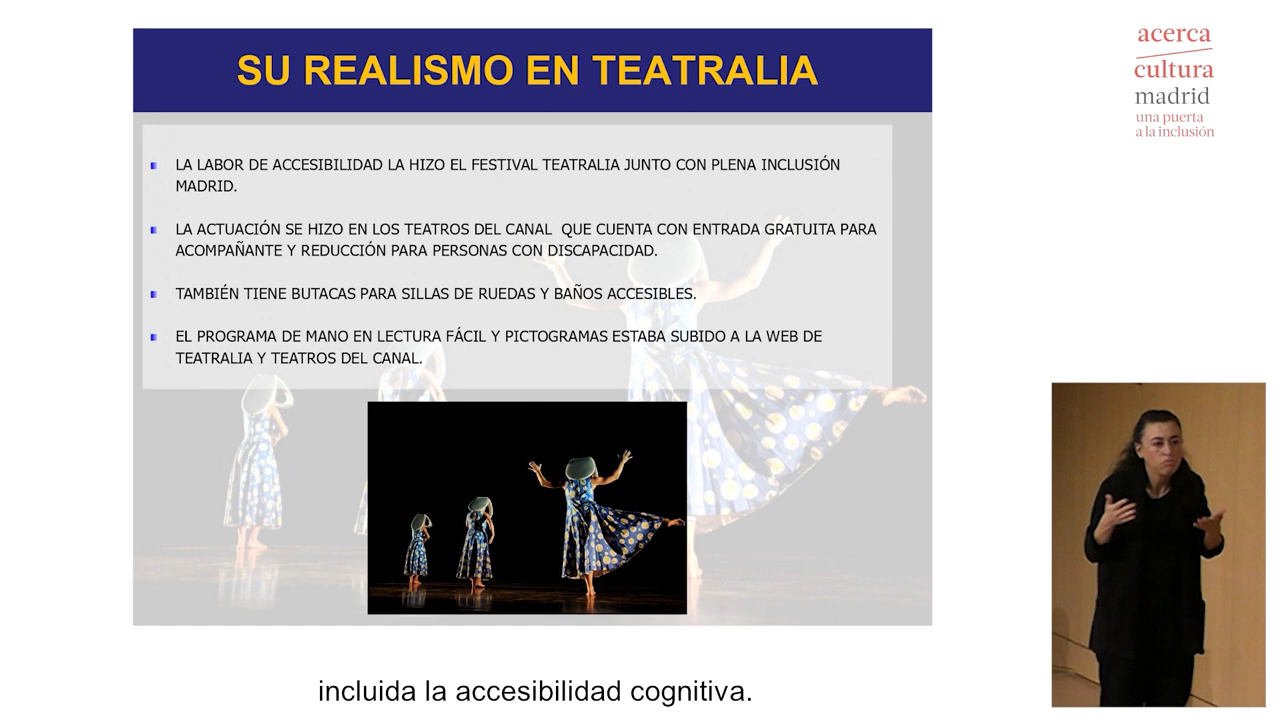 SU REALISMO EN TEATRALIA
LA LABOR DE ACCESIBILIDAD LA HIZO EL FESTIVAL TEATRALIA JUNTO CON PLENA INCLUSIÓN
MADRID.
LA ACTUACIÓN SE HIZO EN LOS TEATROS DEL CANAL QUE CUENTA CON ENTRADA GRATUITA PARA
ACOMPAÑANTE Y REDUCCIÓN PARA PERSONAS CON DISCAPACIDAD.
TAMBIÉN TIENE BUTACAS PARA SILLAS DE RUEDAS Y BAÑOS ACCESIBLES.
EL PROGRAMA DE MANO EN LECTURA FÁCIL Y PICTOGRAMAS ESTABA SUBIDO A LA WEB DE
TEATRALIA Y TEATROS DEL CANAL.
acerca
cultura
madrid
una puerta
a la inclusión
incluida la accesibilidad cognitiva.